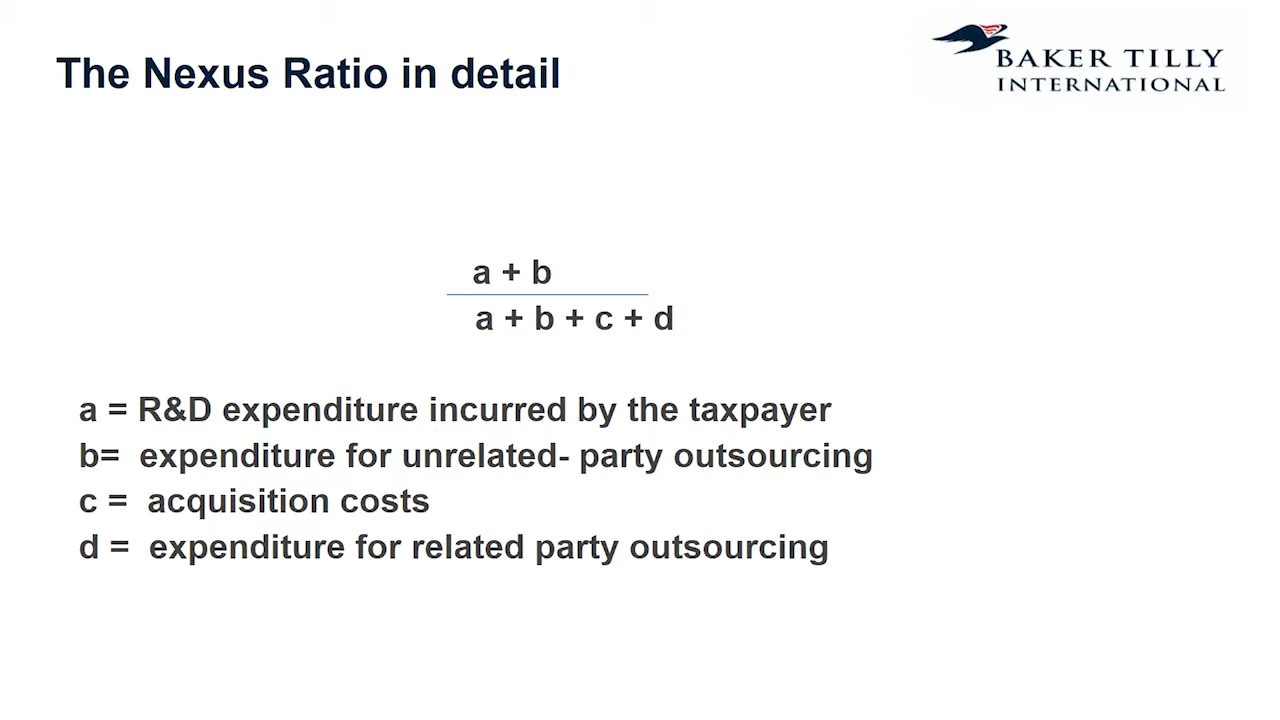 The Nexus Ratio in detail
BAKER TILLY
INTERNATIONAL
a + b
a + b + c + d
a = R&D expenditure incurred by the taxpayer
b= expenditure for unrelated- party outsourcing
c = acquisition costs
d = expenditure for related party outsourcing